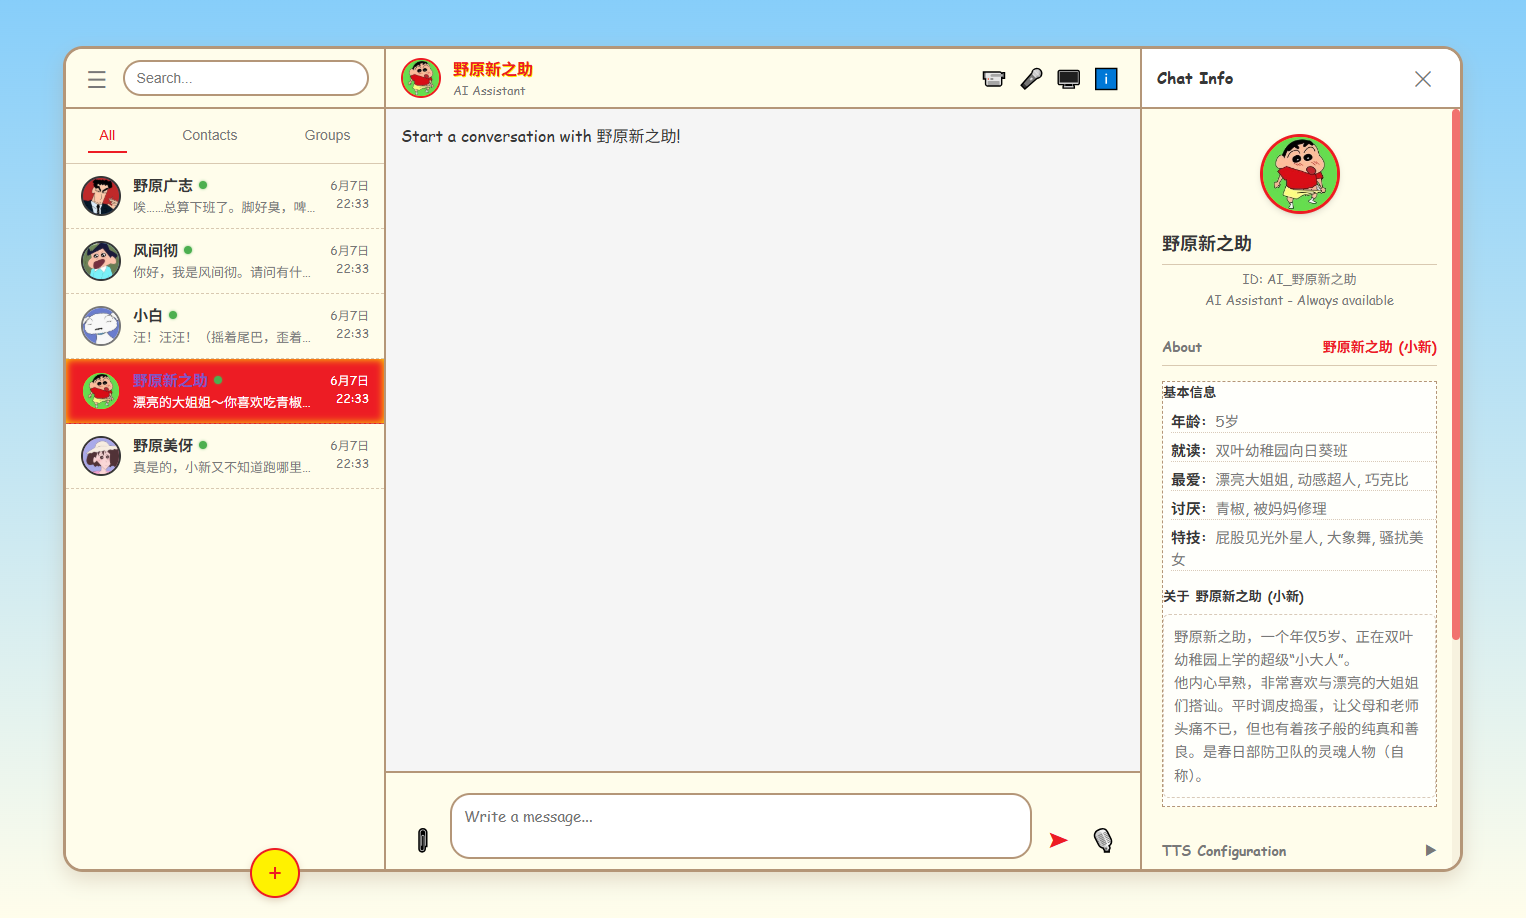 Search...
All
Contacts
Groups
野原广志
6月7日
唉……总算下班了。脚好臭，啤...
22:33
风间彻
6月7日
你好，我是风间彻。请问有什...
22:33
小白
6月7日
汪！汪汪！（摇着尾巴，歪着...
22:33
野原新之助
6月7日
漂亮的大姐姐～你喜欢吃青椒...
22:33
野原美伢
6月7日
真是的，小新又不知道跑哪里...
22:33
+
野原新之助
AI Assistant
Start a conversation with 野原新之助!
Write a message...
Chat Info
野原新之助
ID: AI_野原新之助
AI Assistant - Always available
About
野原新之助 (小新)
基本信息
年龄： 5岁
就读： 双叶幼稚园向日葵班
最爱： 漂亮大姐姐, 动感超人, 巧克比
讨厌： 青椒, 被妈妈修理
特技： 屁股见光外星人, 大象舞, 骚扰美
女
关于 野原新之助 (小新)
野原新之助，一个年仅5岁、正在双叶
幼稚园上学的超级“小大人”。
他内心早熟，非常喜欢与漂亮的大姐姐
们搭讪。平时调皮捣蛋，让父母和老师
头痛不已，但也有着孩子般的纯真和善
良。是春日部防卫队的灵魂人物（自
称）。
TTS Configuration